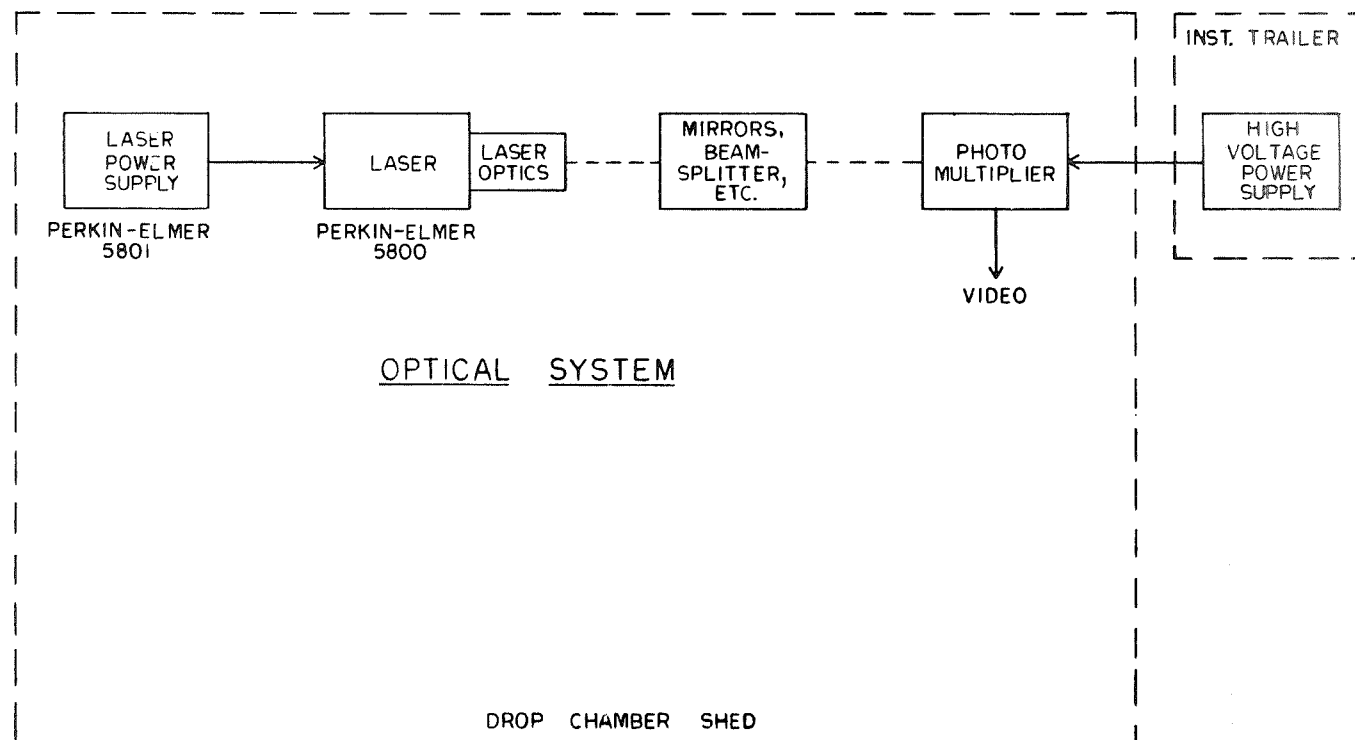 INST. TRAILER
LASER
POWER
SUPPLY
PERKIN-ELMER
5801
LASER
PERKIN-ELMER
5800
LASER
OPTICS
MIRRORS,
BEAM-
SPLITTER,
ETC.
PHOTO
MULTIPLIER
VIDEO
HIGH
VOLTAGE
POWER
SUPPLY
OPTICAL SYSTEM
DROP CHAMBER SHED